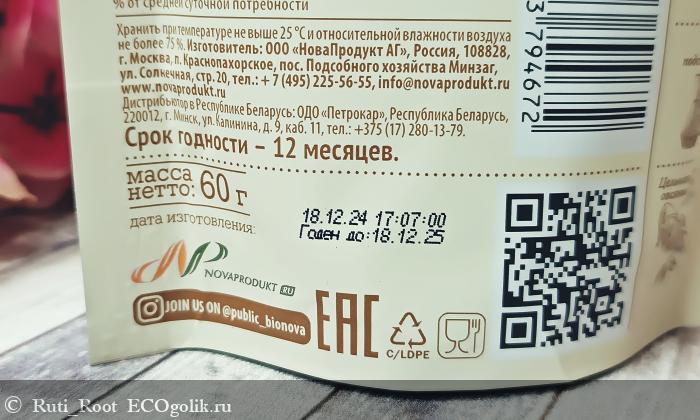 % от средней суточной потребности
Хранить при температуре не выше 25 °С и относительной влажности воздуха
не более 75 %. Изготовитель: ООО «НоваПродукт АГ», Россия, 108828,
г. Москва, п. Краснопахорское, пос. Подсобного хозяйства Минзаг,
ул. Солнечная, стр. 20, тел.: + 7 (495) 225-56-55, info@novaprodukt.ru
www.novaprodukt.ru
Дистрибьютор в Республике Беларусь: ОДО «Петрокар», Республика Беларусь,
220012, г. Минск, ул. Калинина, д. 9, каб. 11, тел.: +375 (17) 280-13-79.
Срок годности – 12 месяцев.
масса
нетто: 60 г
дата изготовления:
18.12.24 17:07:00
Годен до:18.12.25
NOVAPRODUKT.RU
JOIN US ON @public_bionova
EAC
C/LDPE
3 794672
© Ruti_Root ECOgolik.ru